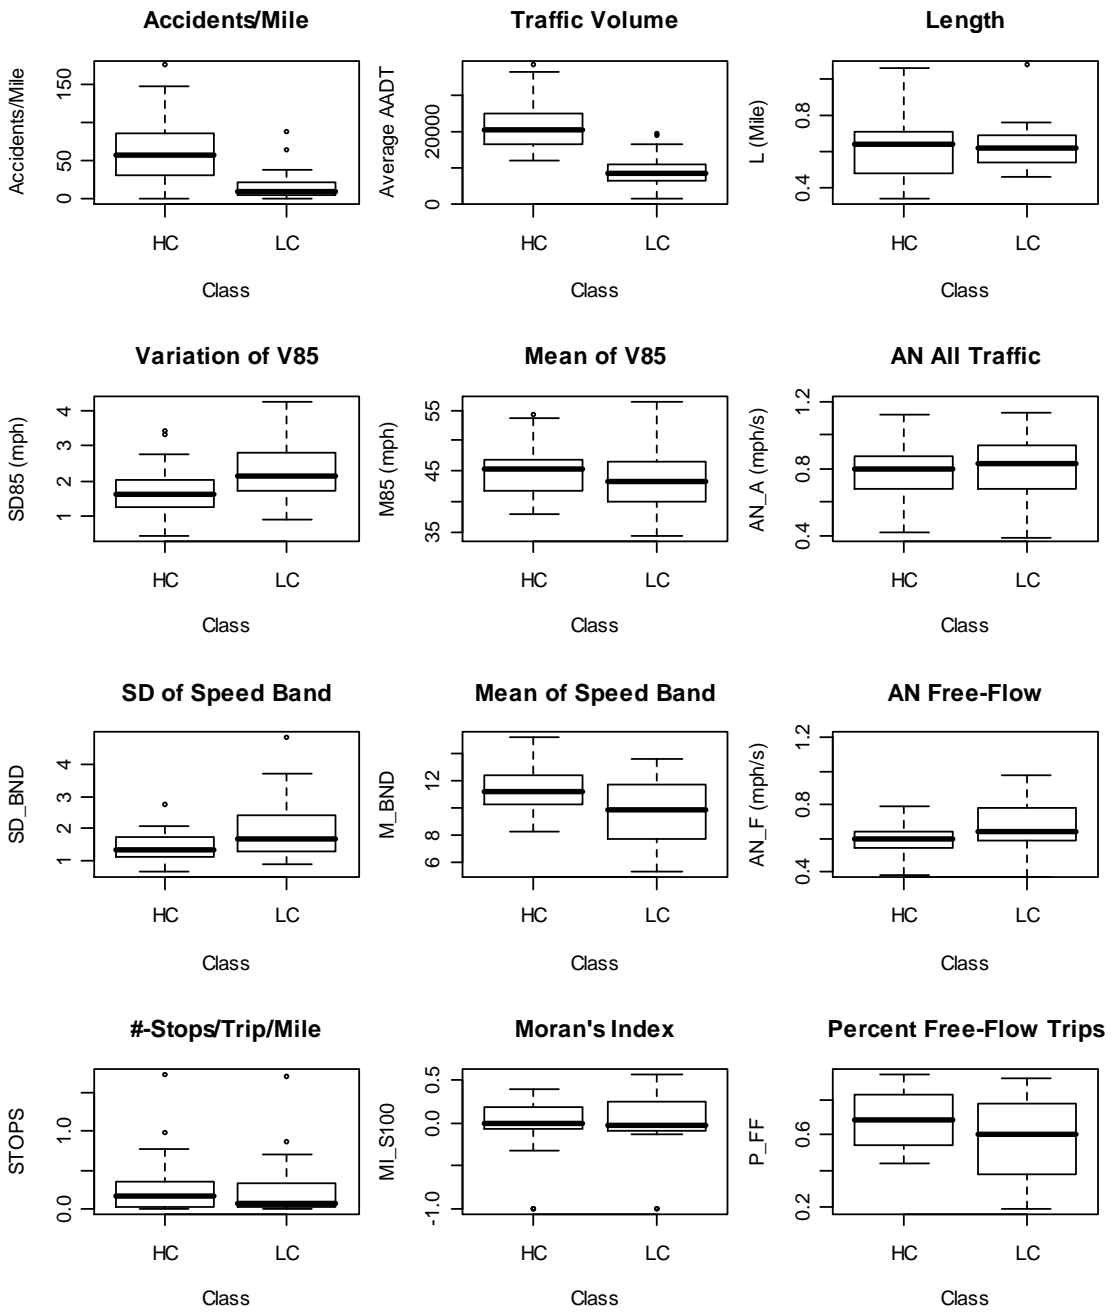 Accidents/Mile
Accidents/Mile
150
50
0
HC LC
Class
Traffic Volume
Average AADT
20000
0
HC LC
Class
Length
L (Mile)
0.8
0.4
HC LC
Class
Variation of V85
SD85 (mph)
4
3
2
1
HC LC
Class
Mean of V85
M85 (mph)
55
45
35
HC LC
Class
AN All Traffic
AN_A (mph/s)
1.2
0.8
0.4
HC LC
Class
SD of Speed Band
SD_BND
4
3
2
1
HC LC
Class
Mean of Speed Band
M_BND
12
8
6
HC LC
Class
AN Free-Flow
AN_F (mph/s)
1.2
0.8
0.4
HC LC
Class
#-Stops/Trip/Mile
STOPS
1.0
0.0
HC LC
Class
Moran's Index
MI_S100
0.5
0.0
-1.0
HC LC
Class
Percent Free-Flow Trips
P_FF
0.6
0.2
HC LC
Class